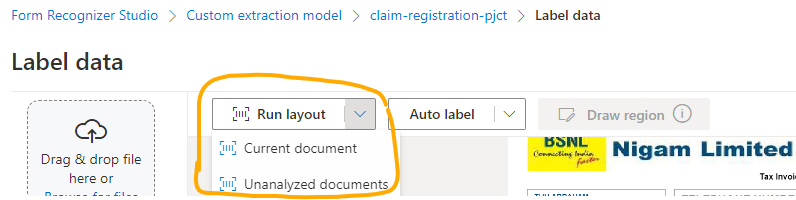 Form Recognizer Studio > Custom extraction model > claim-registration-pjct > Label data
Label data
Run layout
Auto label
Draw region
Current document
Unanalyzed documents
Drag & drop file
here or
Browse for files
BSNL
Connecting India
faster
Nigam Limited
Tax Invoic